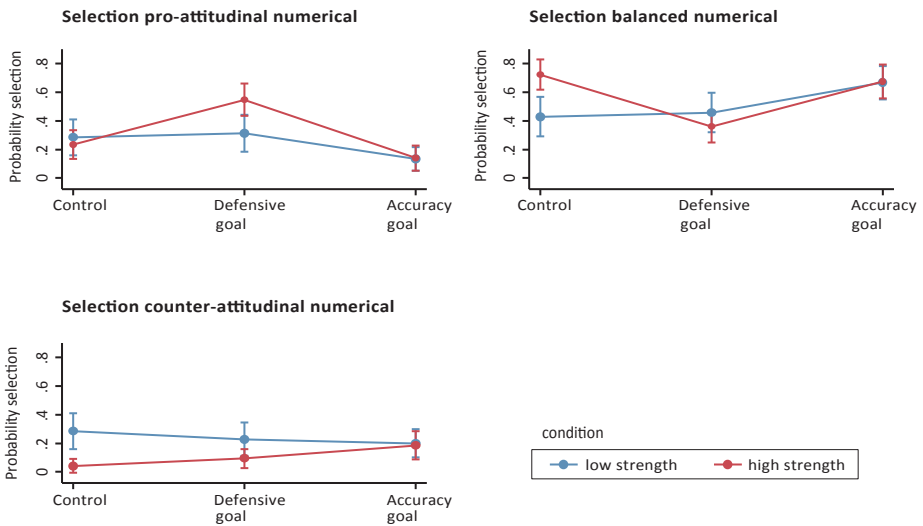 Selection pro-attitudinal numerical
Probability selection
.8
.6
.4
.2
0
Control
Defensive
goal
Accuracy
goal
Selection balanced numerical
Probability selection
.8
.6
.4
.2
0
Control
Defensive
goal
Accuracy
goal
Selection counter-attitudinal numerical
Probability selection
.8
.6
.4
.2
0
Control
Defensive
goal
Accuracy
goal
condition
low strength
high strength